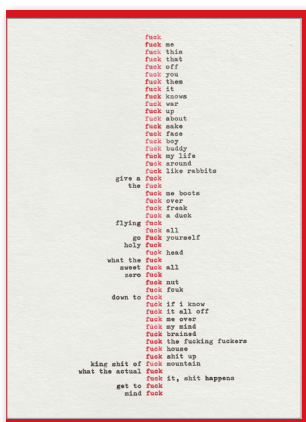 fuck
fuck me
fuck this
fuck that
fuck off
fuck you
fuck them
fuck it
fuck knows
fuck war
fuck up
fuck about
fuck sake
fuck face
fuck boy
fuck buddy
fuck my life
fuck around
fuck like rabbits
give a fuck
the fuck
fuck me boots
fuck over
fuck freak
fuck a duck
flying fuck
fuck all
go fuck yourself
holy fuck
fuck head
what the fuck
sweet fuck all
zero fuck
fuck nut
fuck fcuk
down to fuck
fuck if i know
fuck it all off
fuck me over
fuck my mind
fuck brained
fuck the fucking fuckers
fuck house
fuck shit up
king shit of fuck mountain
what the actual fuck
fuck it, shit happens
get to fuck
mind fuck